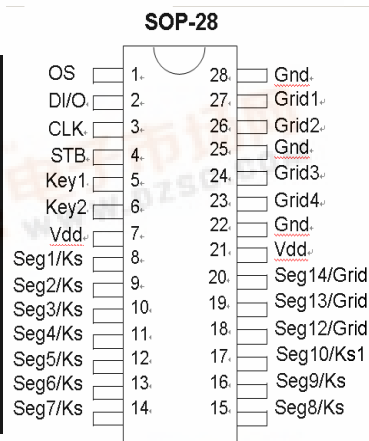 SOP-28
OS 1 28 Gnd
DI/O 2 27 Grid1
CLK 3 26 Grid2
STB 4 25 Gnd
Key1 5 24 Grid3
Key2 6 23 Grid4
Vdd 7 22 Gnd
Seg1/Ks 8 21 Vdd
Seg2/Ks 9 20 Seg14/Grid
Seg3/Ks 10 19 Seg13/Grid
Seg4/Ks 11 18 Seg12/Grid
Seg5/Ks 12 17 Seg10/Ks1
Seg6/Ks 13 16 Seg9/Ks
Seg7/Ks 14 15 Seg8/Ks